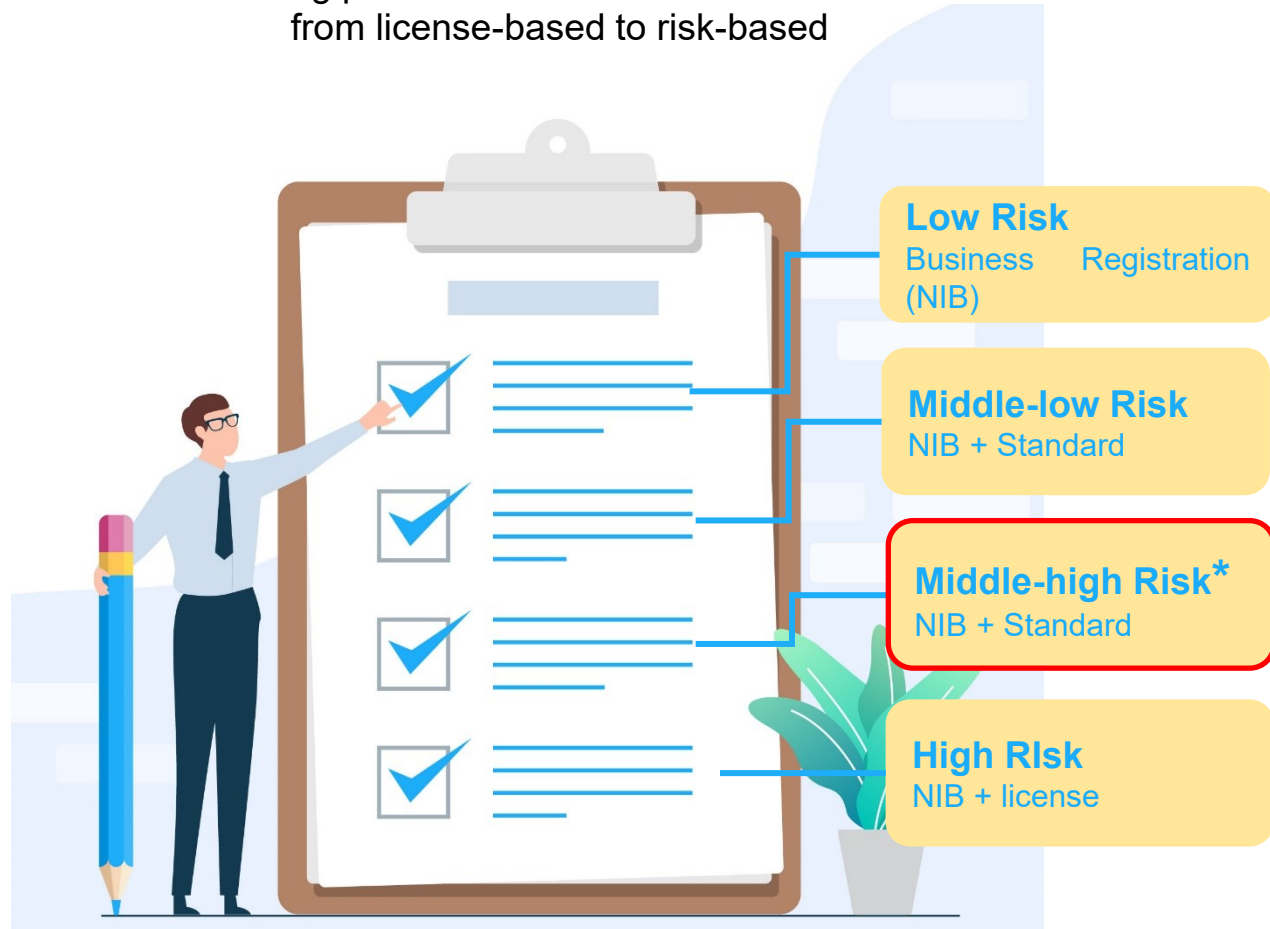 from license-based to risk-based
Low Risk
Business Registration
(NIB)
Middle-low Risk
NIB + Standard
Middle-high Risk*
NIB + Standard
High RIsk
NIB + license